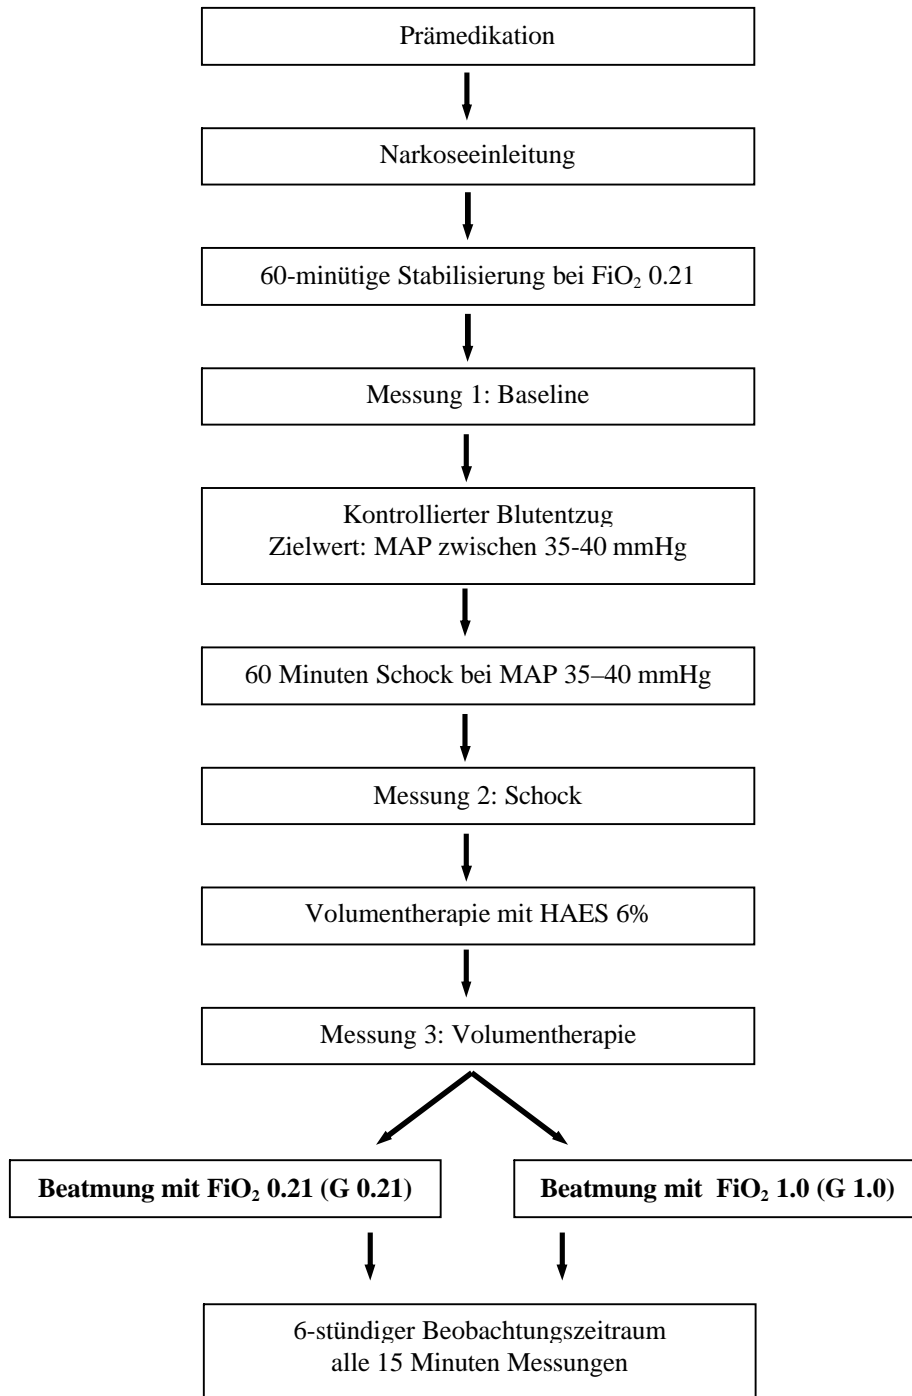 Prämedikation
Narkoseeinleitung
60-minütige Stabilisierung bei FiO₂ 0.21
Messung 1: Baseline
Kontrollierter Blutentzug
Zielwert: MAP zwischen 35-40 mmHg
60 Minuten Schock bei MAP 35–40 mmHg
Messung 2: Schock
Volumentherapie mit HAES 6%
Messung 3: Volumentherapie
Beatmung mit FiO₂ 0.21 (G 0.21)
Beatmung mit FiO₂ 1.0 (G 1.0)
6-stündiger Beobachtungszeitraum
alle 15 Minuten Messungen